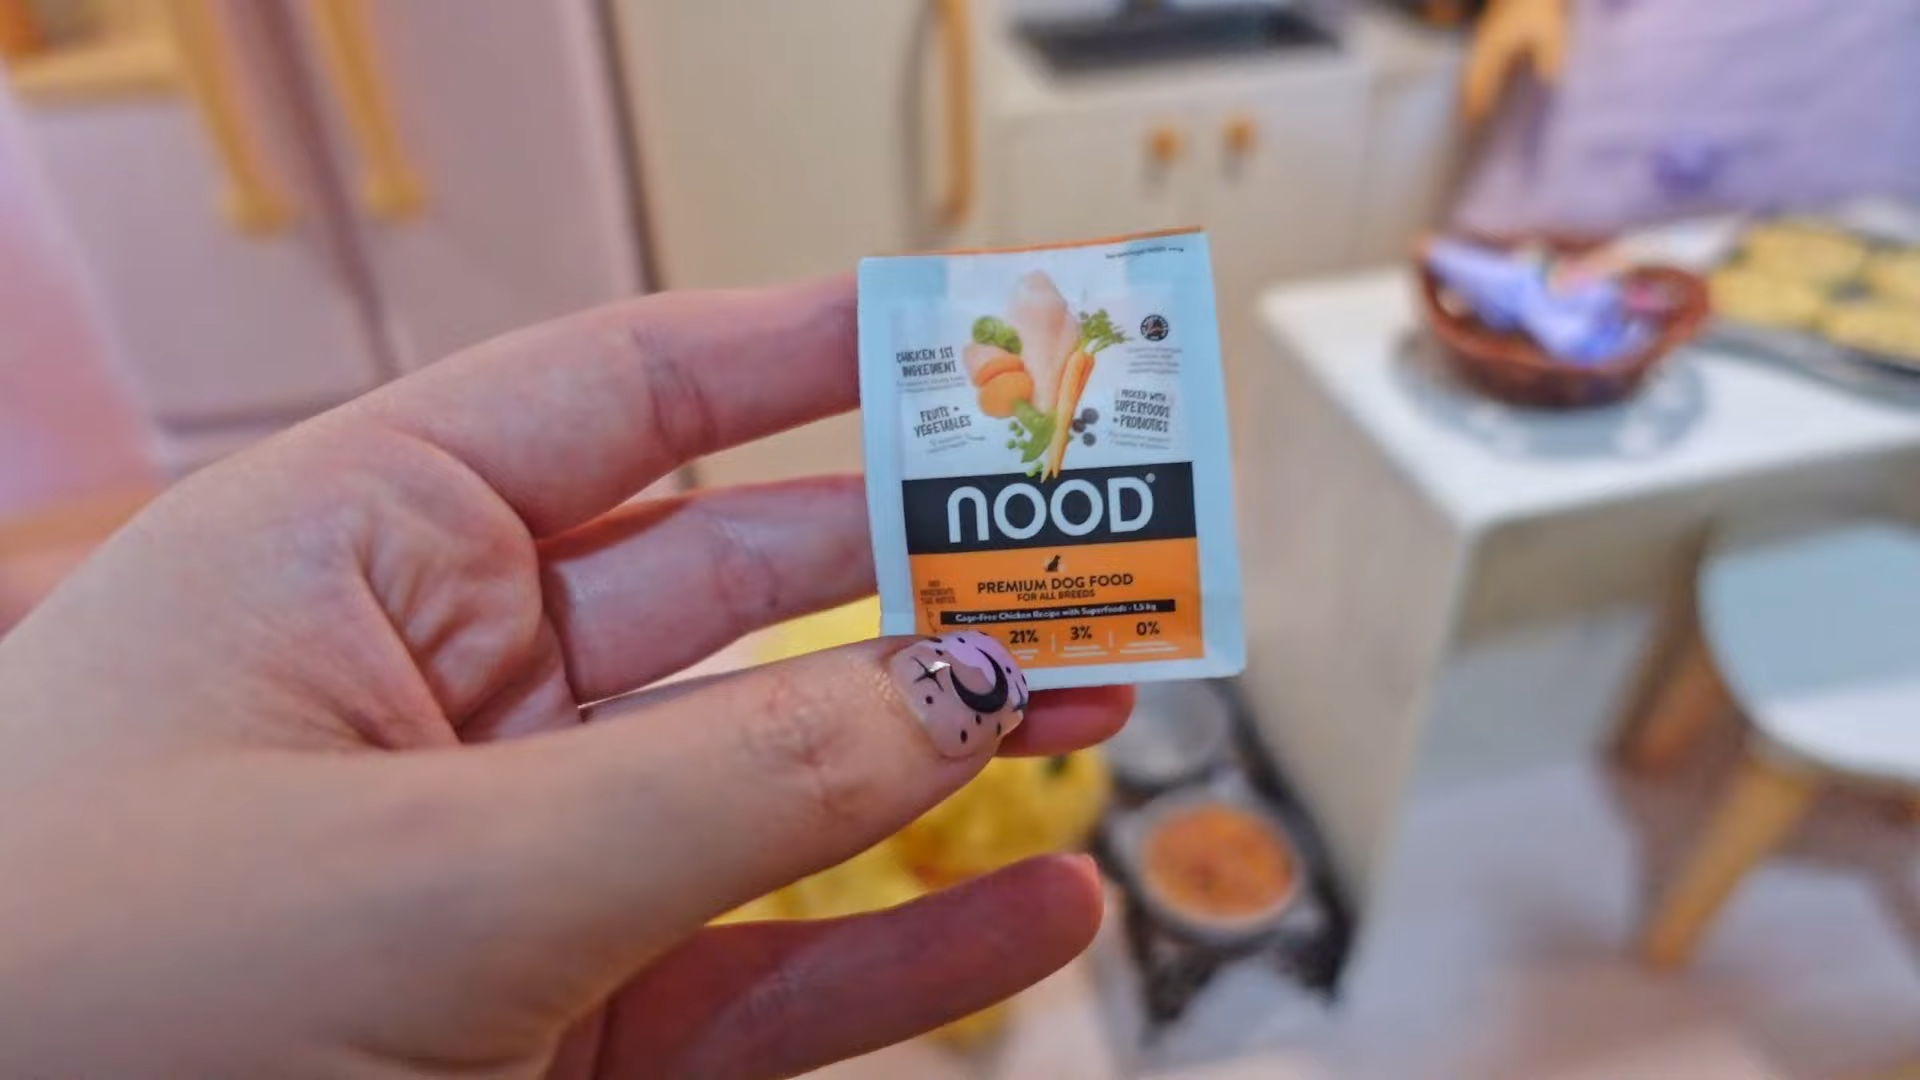 CHICKEN 1ST
INGREDIENT
FRUITS +
VEGETABLES
PACKED WITH
SUPERFOODS
+ PROBIOTICS
NOOD®
PREMIUM DOG FOOD
FOR ALL BREEDS
Cage-Free Chicken Recipe with Superfoods - 1.5 kg
21% 3% 0%